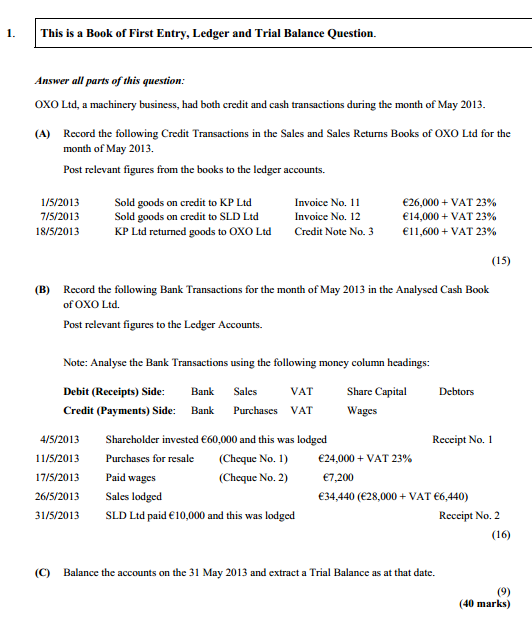 1. This is a Book of First Entry, Ledger and Trial Balance Question.
Answer all parts of this question:
OXO Ltd, a machinery business, had both credit and cash transactions during the month of May 2013.
(A) Record the following Credit Transactions in the Sales and Sales Returns Books of OXO Ltd for the
month of May 2013.
Post relevant figures from the books to the ledger accounts.
1/5/2013 Sold goods on credit to KP Ltd Invoice No. 11 €26,000 + VAT 23%
7/5/2013 Sold goods on credit to SLD Ltd Invoice No. 12 €14,000 + VAT 23%
18/5/2013 KP Ltd returned goods to OXO Ltd Credit Note No. 3 €11,600 + VAT 23%
(15)
(B) Record the following Bank Transactions for the month of May 2013 in the Analysed Cash Book
of OXO Ltd.
Post relevant figures to the Ledger Accounts.
Note: Analyse the Bank Transactions using the following money column headings:
Debit (Receipts) Side: Bank Sales VAT Share Capital Debtors
Credit (Payments) Side: Bank Purchases VAT Wages
4/5/2013 Shareholder invested €60,000 and this was lodged Receipt No. 1
11/5/2013 Purchases for resale (Cheque No. 1) €24,000 + VAT 23%
17/5/2013 Paid wages (Cheque No. 2) €7,200
26/5/2013 Sales lodged €34,440 (€28,000 + VAT €6,440)
31/5/2013 SLD Ltd paid €10,000 and this was lodged Receipt No. 2
(16)
(C) Balance the accounts on the 31 May 2013 and extract a Trial Balance as at that date.
(9)
(40 marks)